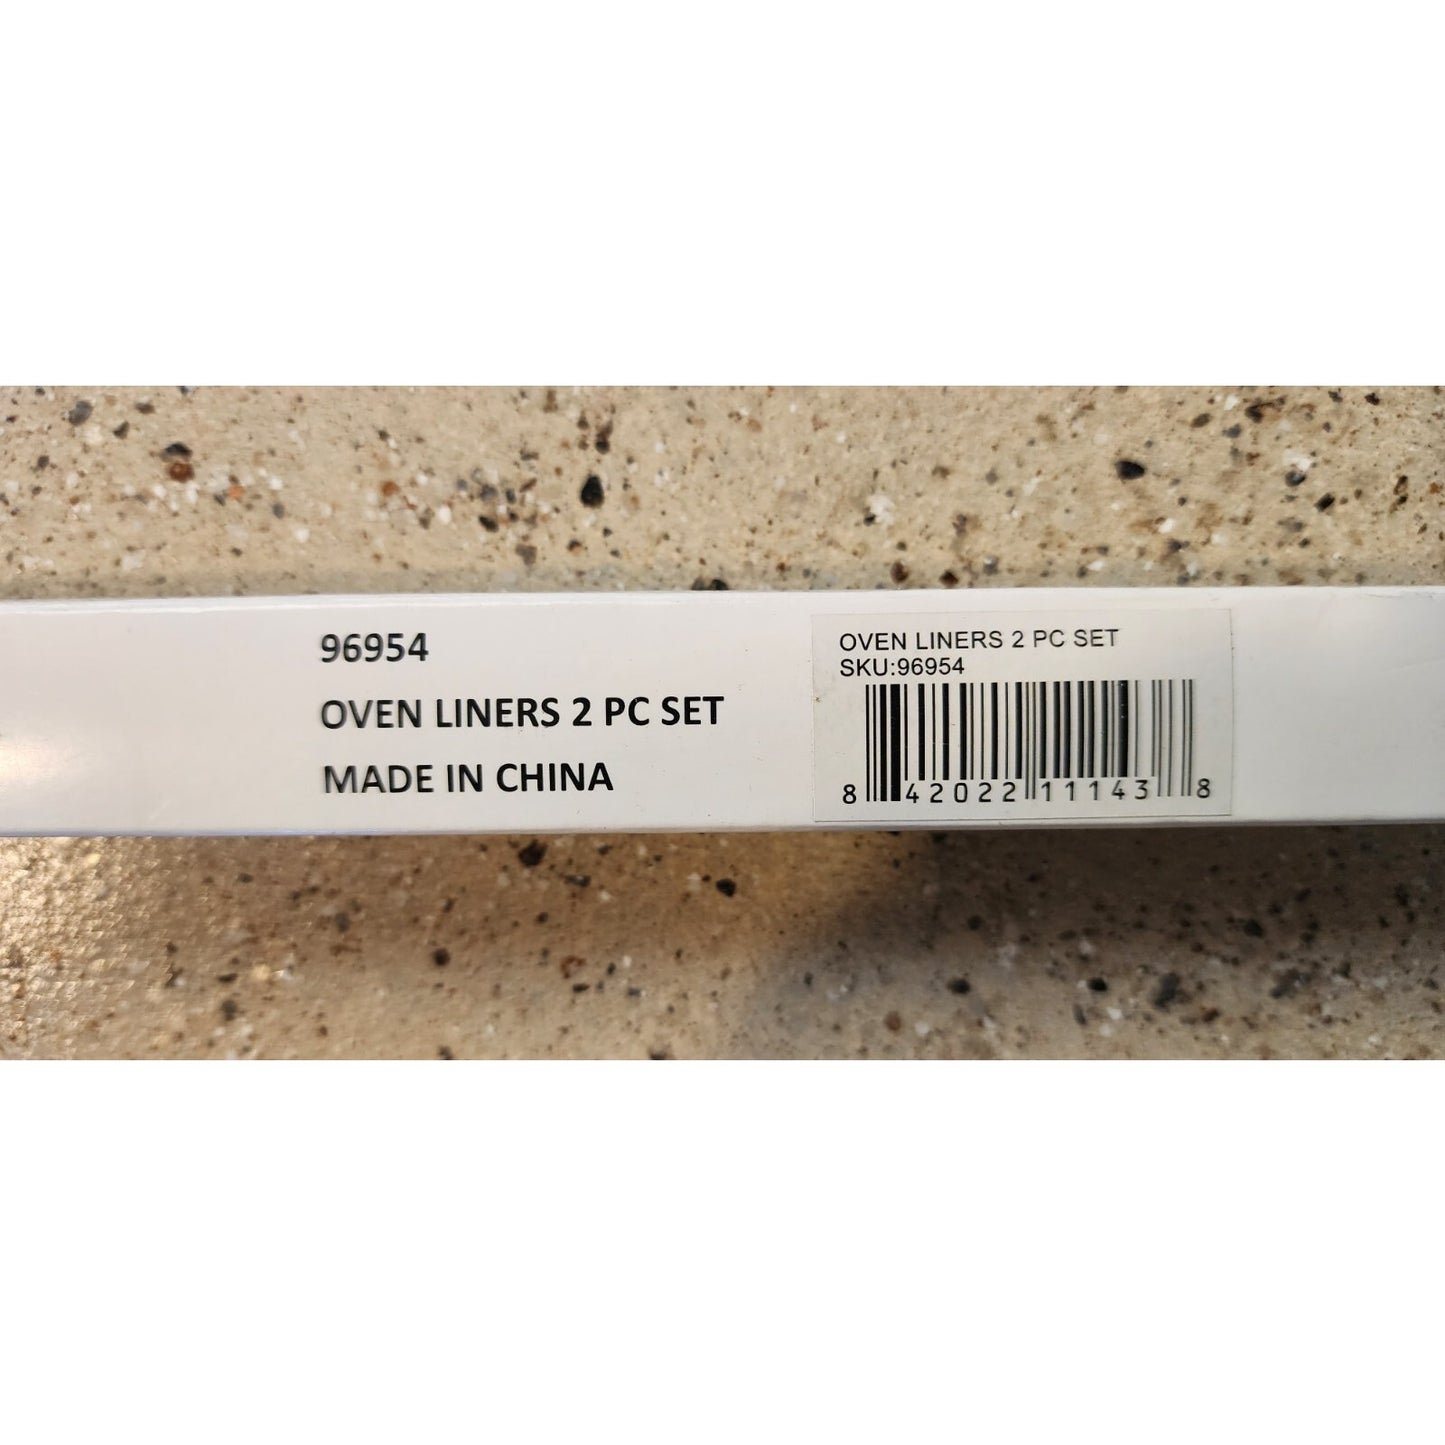 96954
OVEN LINERS 2 PC SET
MADE IN CHINA
OVEN LINERS 2 PC SET
SKU:96954
8 42022 11143 8